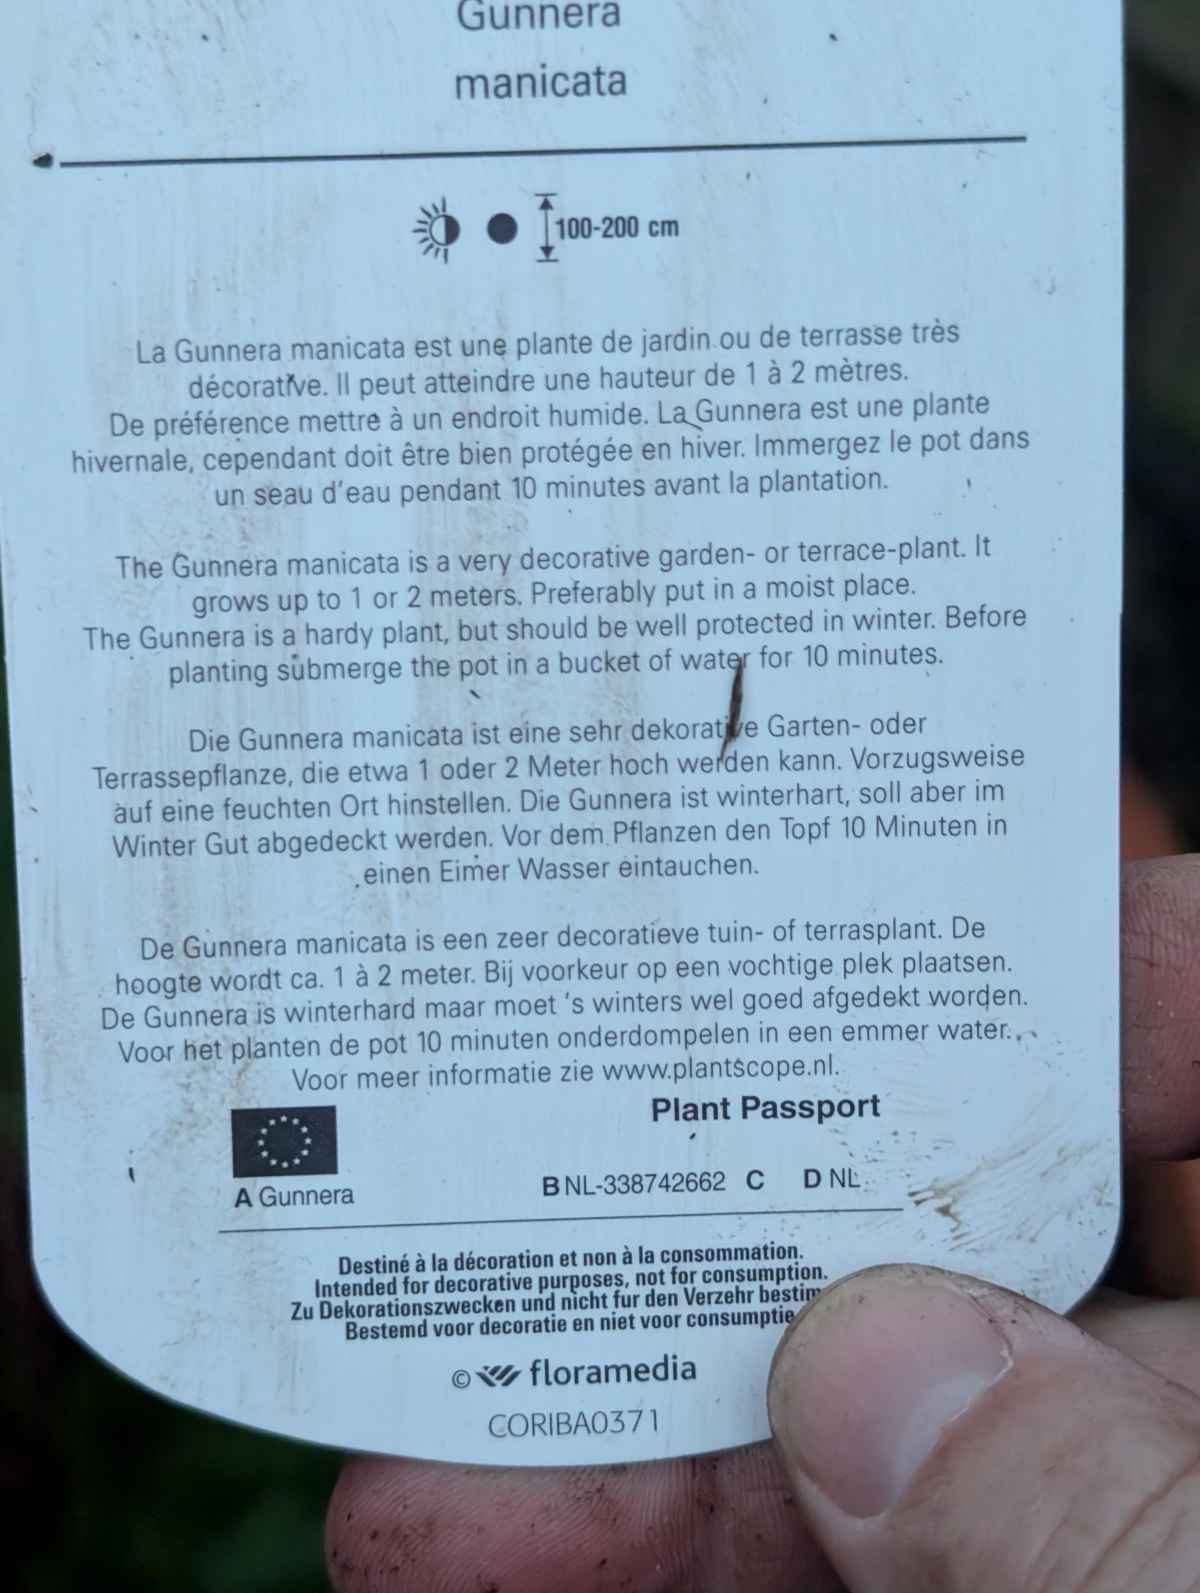 Gunnera
manicata
100-200 cm
La Gunnera manicata est une plante de jardin ou de terrasse très
décorative. Il peut atteindre une hauteur de 1 à 2 mètres.
De préférence mettre à un endroit humide. La Gunnera est une plante
hivernale, cependant doit être bien protégée en hiver. Immergez le pot dans
un seau d'eau pendant 10 minutes avant la plantation.
The Gunnera manicata is a very decorative garden- or terrace-plant. It
grows up to 1 or 2 meters. Preferably put in a moist place.
The Gunnera is a hardy plant, but should be well protected in winter. Before
planting submerge the pot in a bucket of water for 10 minutes.
Die Gunnera manicata ist eine sehr dekorative Garten- oder
Terrassepflanze, die etwa 1 oder 2 Meter hoch werden kann. Vorzugsweise
auf eine feuchten Ort hinstellen. Die Gunnera ist winterhart, soll aber im
Winter Gut abgedeckt werden. Vor dem Pflanzen den Topf 10 Minuten in
einen Eimer Wasser eintauchen.
De Gunnera manicata is een zeer decoratieve tuin- of terrasplant. De
hoogte wordt ca. 1 à 2 meter. Bij voorkeur op een vochtige plek plaatsen.
De Gunnera is winterhard maar moet 's winters wel goed afgedekt worden.
Voor het planten de pot 10 minuten onderdompelen in een emmer water.
Voor meer informatie zie www.plantscope.nl.
Plant Passport
A Gunnera B NL-338742662 C D NL
Destiné à la décoration et non à la consommation.
Intended for decorative purposes, not for consumption.
Zu Dekorationszwecken und nicht fur den Verzehr bestim
Bestemd voor decoratie en niet voor consumptie
© floramedia
CORIBA0371